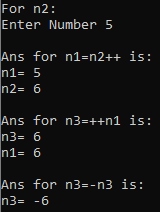 For n2:
Enter Number 5
Ans for n1=n2++ is:
n1= 5
n2= 6
Ans for n3=++n1 is:
n3= 6
n1= 6
Ans for n3=-n3 is:
n3= -6